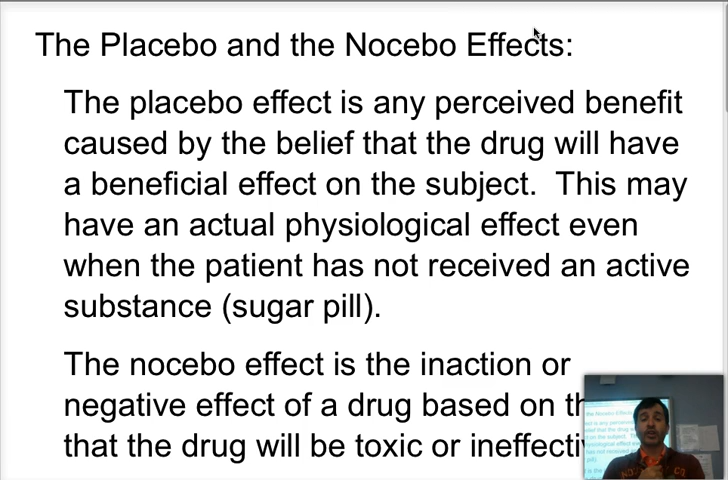 The Placebo and the Nocebo Effects:
The placebo effect is any perceived benefit
caused by the belief that the drug will have
a beneficial effect on the subject.  This may
have an actual physiological effect even
when the patient has not received an active
substance (sugar pill).
The nocebo effect is the inaction or
negative effect of a drug based on
that the drug will be toxic or